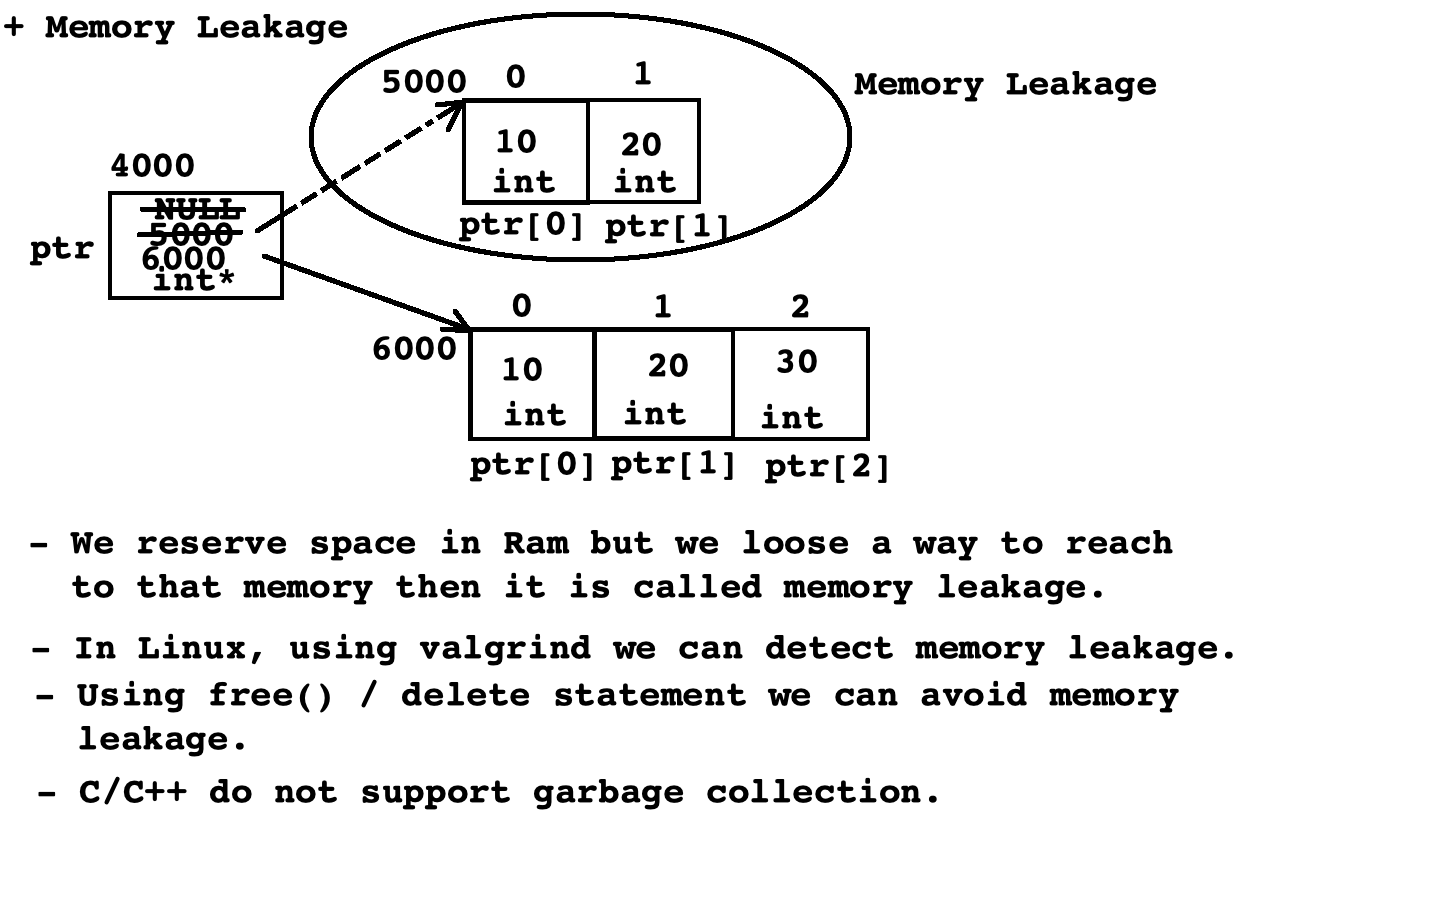 + Memory Leakage
5000 0 1
Memory Leakage
10 20
int int
ptr[0] ptr[1]
4000
NULL
5000
6000
int*
ptr
0 1 2
6000
10 20 30
int int int
ptr[0] ptr[1] ptr[2]
- We reserve space in Ram but we loose a way to reach
to that memory then it is called memory leakage.
- In Linux, using valgrind we can detect memory leakage.
- Using free() / delete statement we can avoid memory
leakage.
- C/C++ do not support garbage collection.